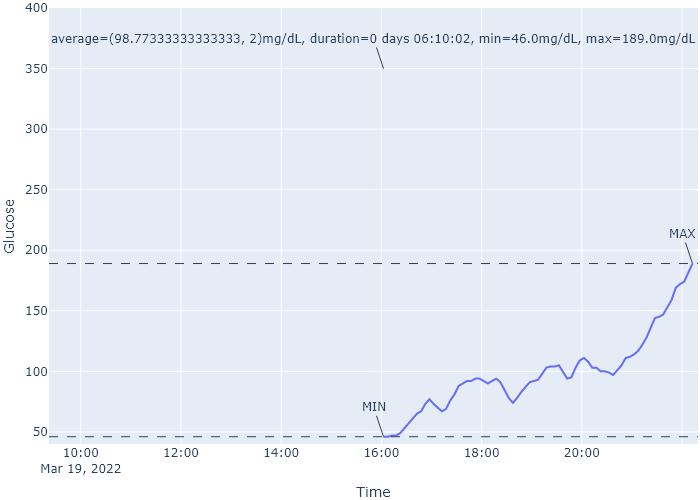 400
average=(98.77333333333333, 2)mg/dL, duration=0 days 06:10:02, min=46.0mg/dL, max=189.0mg/dL
350
300
250
MAX
200
Glucose
150
100
MIN
50
10:00 12:00 14:00 16:00 18:00 20:00
Mar 19, 2022
Time